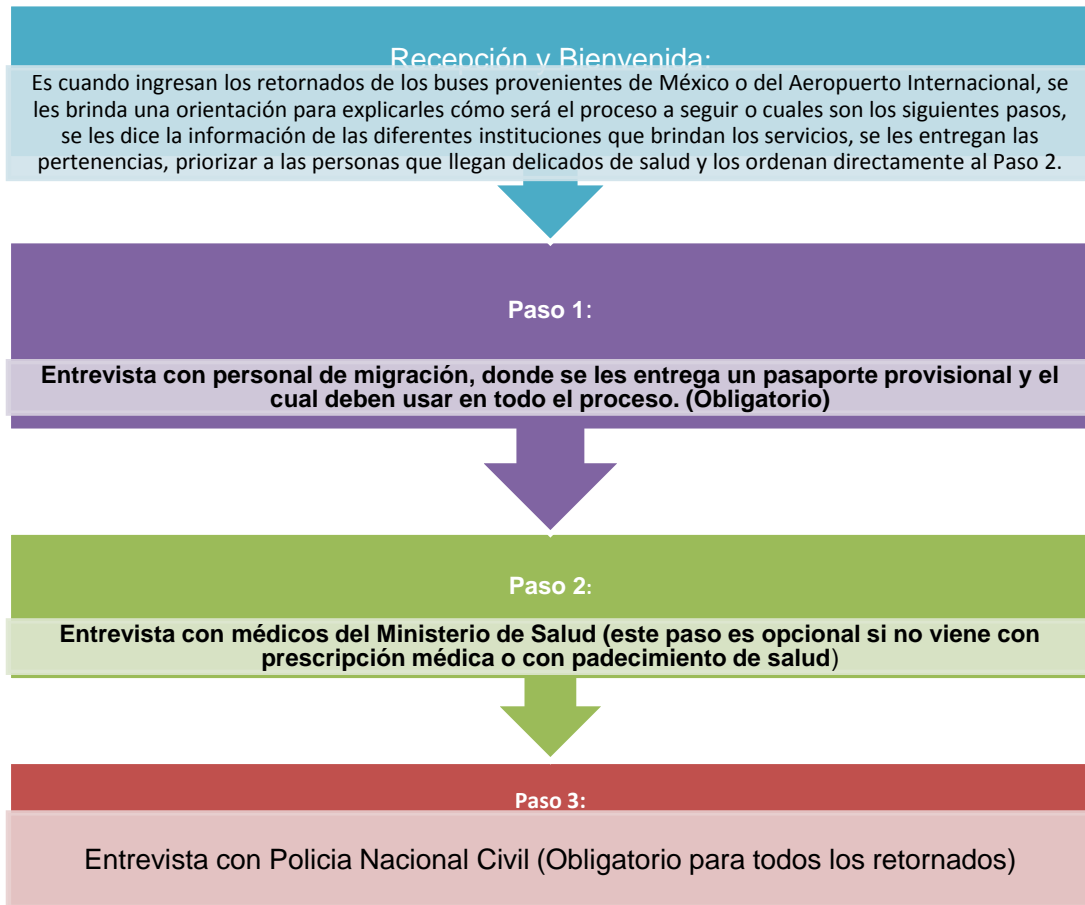 Recepción y Bienvenida:
Es cuando ingresan los retornados de los buses provenientes de México o del Aeropuerto Internacional, se
les brinda una orientación para explicarles cómo será el proceso a seguir o cuales son los siguientes pasos,
se les dice la información de las diferentes instituciones que brindan los servicios, se les entregan las
pertenencias, priorizar a las personas que llegan delicados de salud y los ordenan directamente al Paso 2.
Paso 1:
Entrevista con personal de migración, donde se les entrega un pasaporte provisional y el
cual deben usar en todo el proceso. (Obligatorio)
Paso 2:
Entrevista con médicos del Ministerio de Salud (este paso es opcional si no viene con
prescripción médica o con padecimiento de salud)
Paso 3:
Entrevista con Policia Nacional Civil (Obligatorio para todos los retornados)